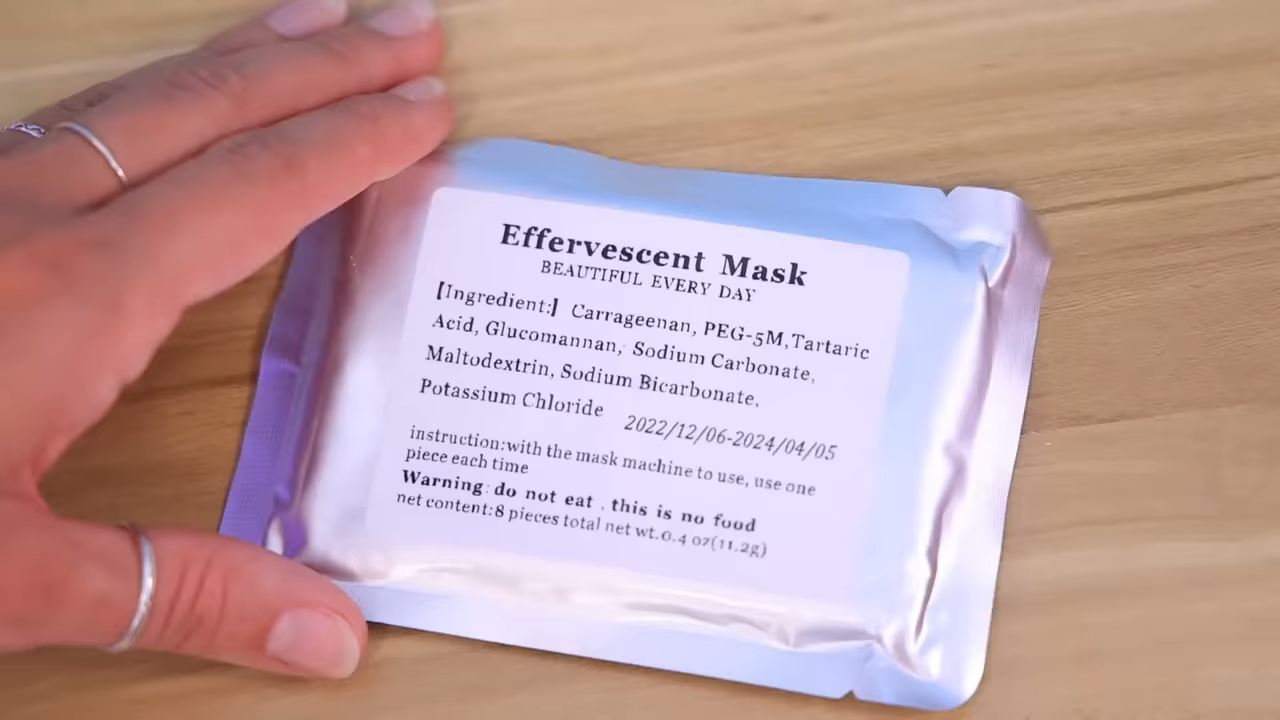 Effervescent Mask
BEAUTIFUL EVERY DAY
【Ingredient:】 Carrageenan, PEG-5M,Tartaric
Acid, Glucomannan, Sodium Carbonate,
Maltodextrin, Sodium Bicarbonate,
Potassium Chloride 2022/12/06-2024/04/05
instruction:with the mask machine to use, use one
piece each time
Warning: do not eat , this is no food
net content:8 pieces total net wt.0.4 oz(11.2g)